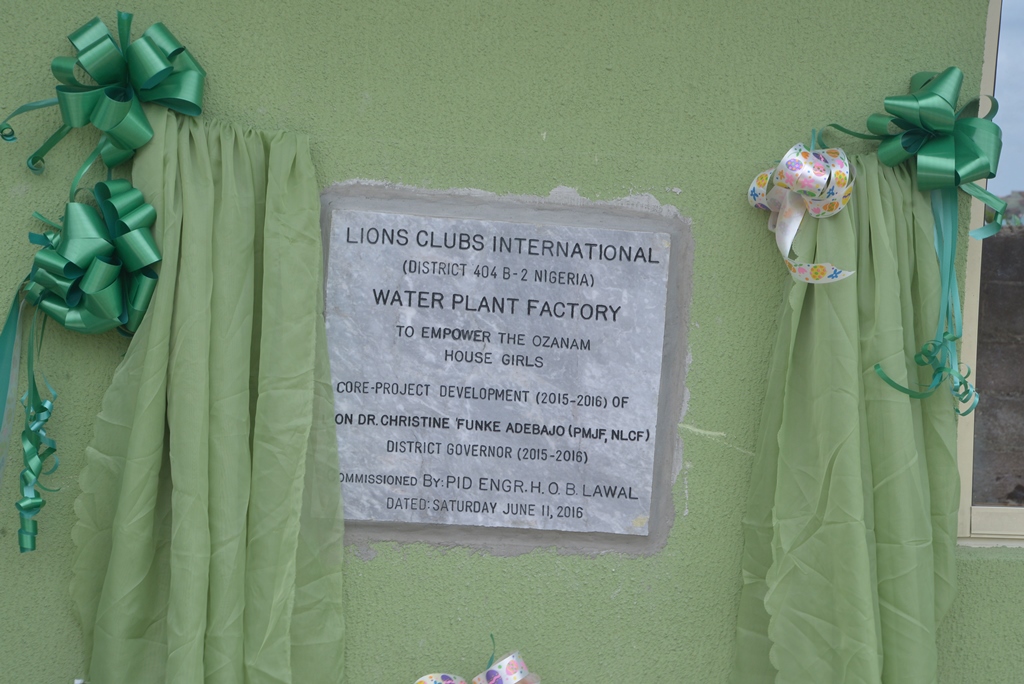 LIONS CLUBS INTERNATIONAL
(DISTRICT 404 B-2 NIGERIA)
WATER PLANT FACTORY
TO EMPOWER THE OZANAM
HOUSE GIRLS
CORE-PROJECT DEVELOPMENT (2015-2016) OF
ON DR. CHRISTINE 'FUNKE ADEBAJO (PMJF, NLCF)
DISTRICT GOVERNOR (2015-2016)
OMMISSIONED BY: PID ENGR. H. O. B. LAWAL
DATED: SATURDAY JUNE 11, 2016